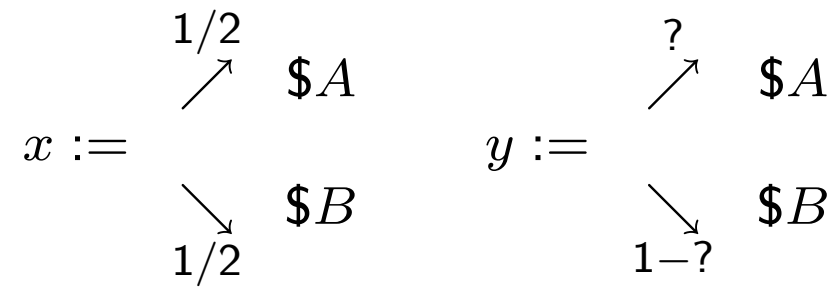 1/2 ?
$A $A
x := y :=
$B $B
1/2 1−?